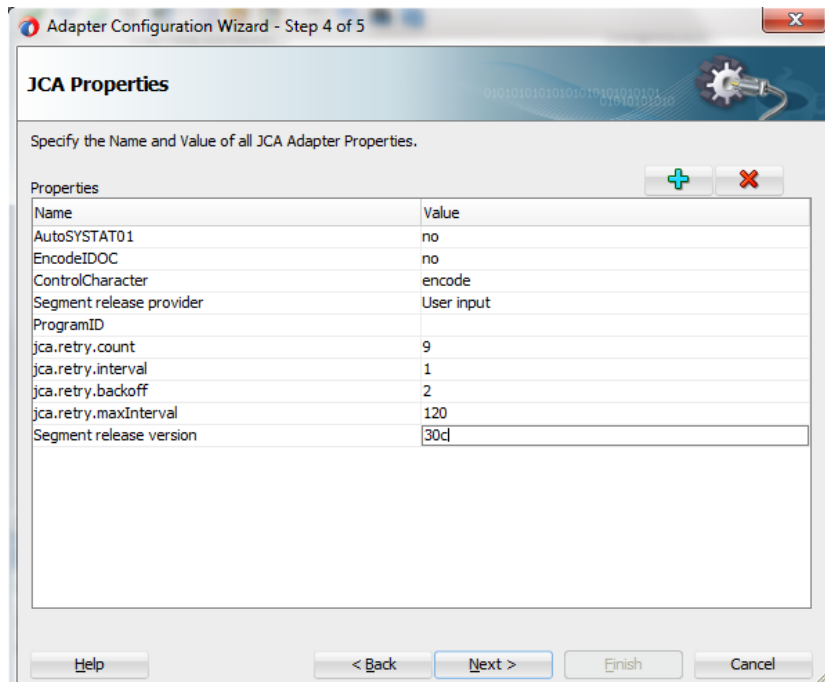 Adapter Configuration Wizard - Step 4 of 5
JCA Properties
Specify the Name and Value of all JCA Adapter Properties.
Properties
Name Value
AutoSYSTAT01 no
EncodeIDOC no
ControlCharacter encode
Segment release provider User input
ProgramID
jca.retry.count 9
jca.retry.interval 1
jca.retry.backoff 2
jca.retry.maxInterval 120
Segment release version 30c
Help < Back Next > Finish Cancel